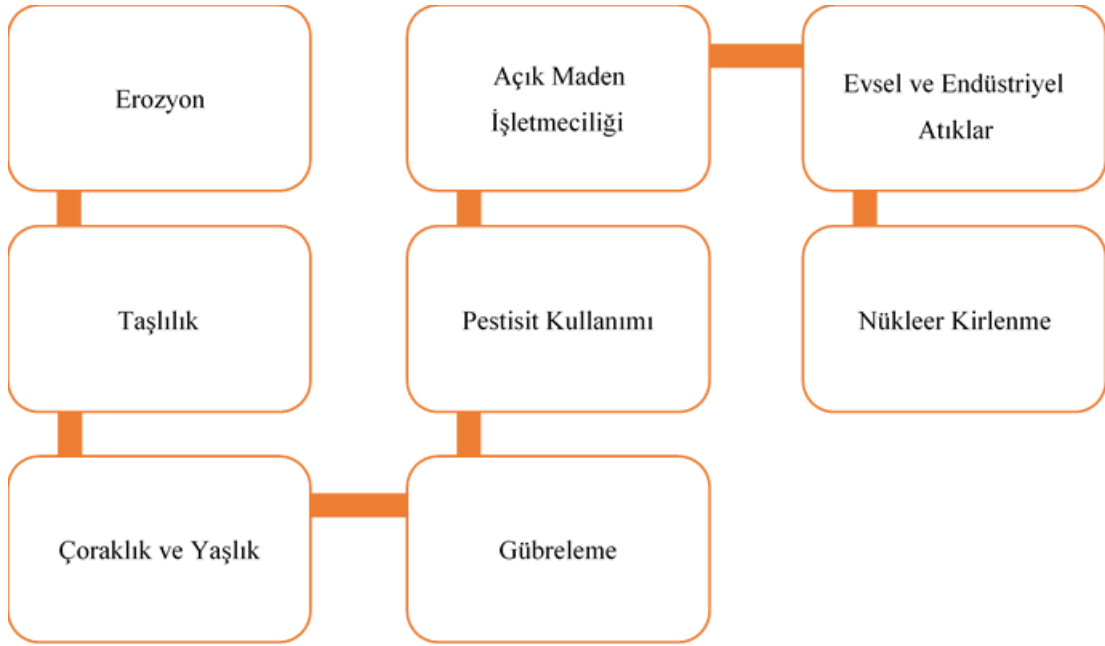 Erozyon
Taşlılık
Çoraklık ve Yaşlık
Gübreleme
Pestisit Kullanımı
Açık Maden
İşletmeciliği
Evsel ve Endüstriyel
Atıklar
Nükleer Kirlenme